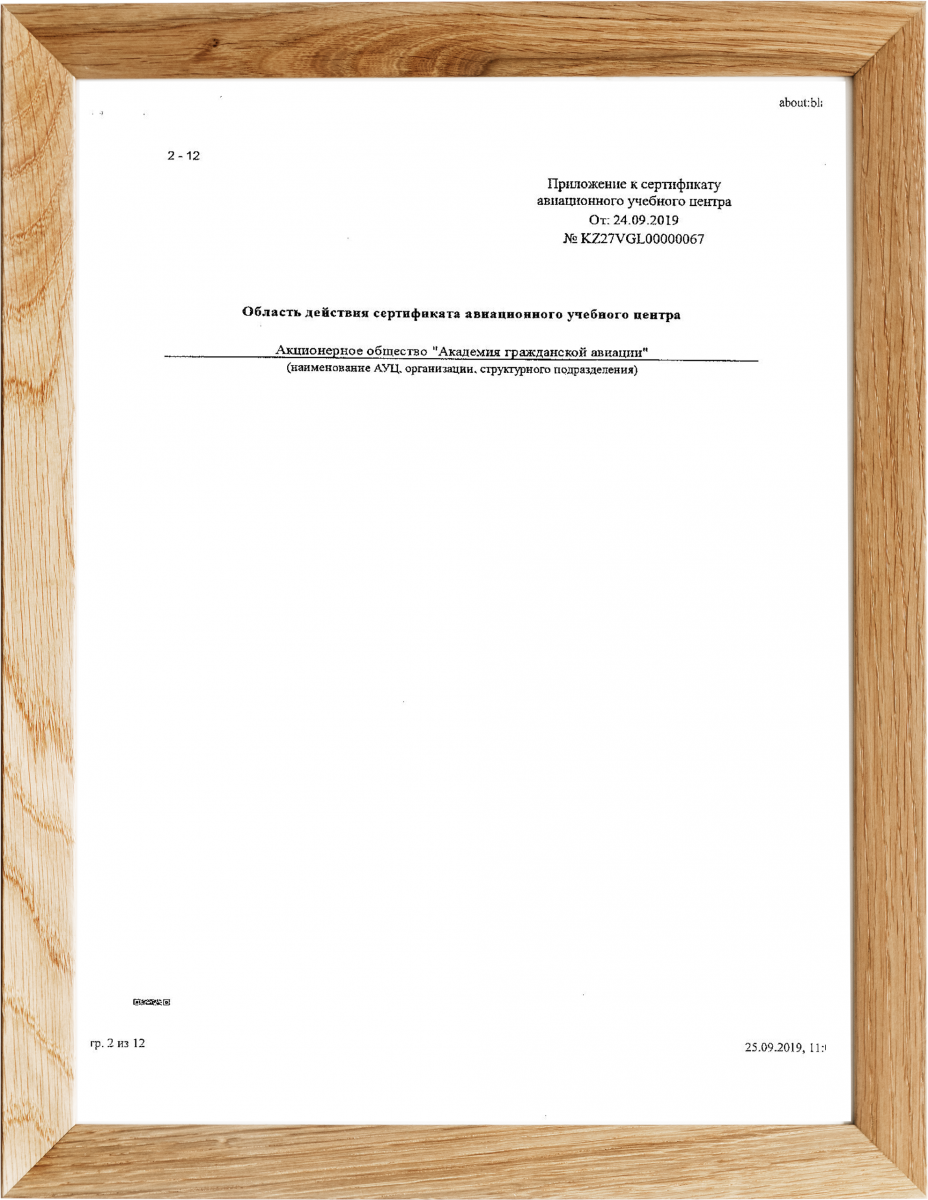 about:bl
2 - 12
Приложение к сертификату
авиационного учебного центра
От: 24.09.2019
№ KZ27VGL00000067
Область действия сертификата авиационного учебного центра
Акционерное общество "Академия гражданской авиации"
(наименование АУЦ, организации, структурного подразделения)
гр. 2 из 12
25.09.2019, 11: